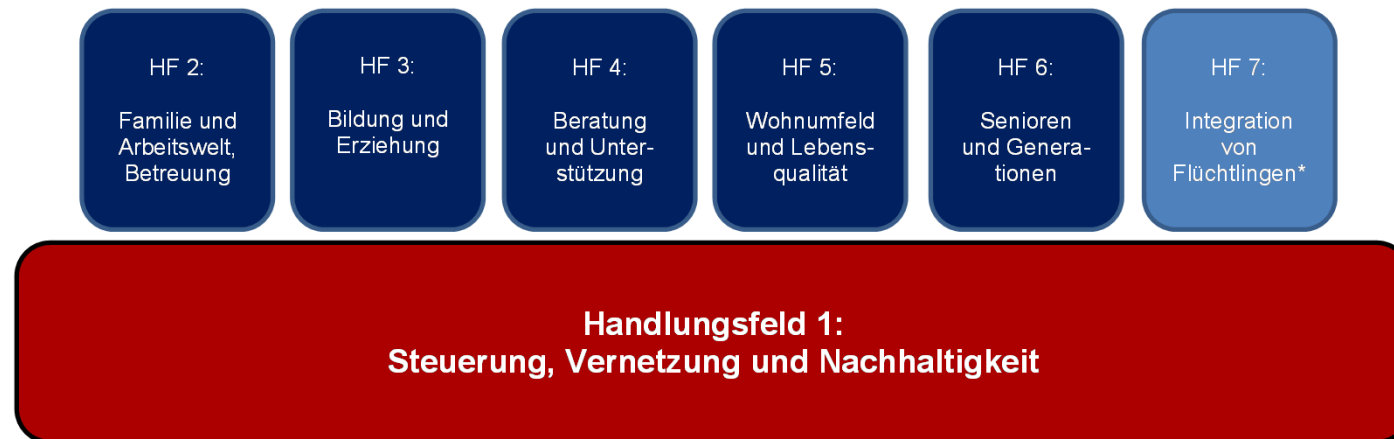 HF 2:
Familie und
Arbeitswelt,
Betreuung
HF 3:
Bildung und
Erziehung
HF 4:
Beratung
und Unter-
stützung
HF 5:
Wohnumfeld
und Lebens-
qualität
HF 6:
Senioren
und Genera-
tionen
HF 7:
Integration
von
Flüchtlingen*
Handlungsfeld 1:
Steuerung, Vernetzung und Nachhaltigkeit